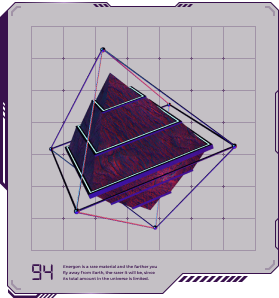 94
Energon is a rare material and the further you
fly away from Earth, the rarer it will be, since
its total amount in the universe is limited.